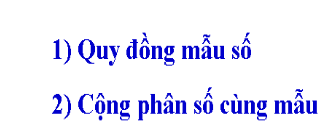 1) Quy đồng mẫu số
2) Cộng phân số cùng mẫu